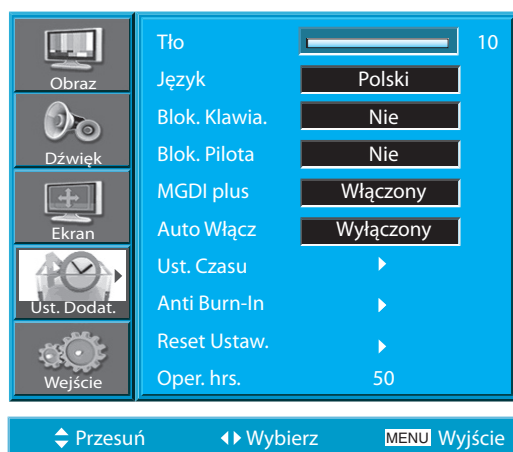 Obraz
Dźwięk
Ekran
Ust. Dodat.
Wejście
Tło 10
Język Polski
Blok. Klawia. Nie
Blok. Pilota Nie
MGDI plus Włączony
Auto Włącz Wyłączony
Ust. Czasu
Anti Burn-In
Reset Ustaw.
Oper. hrs. 50
Przesuń Wybierz MENU Wyjście